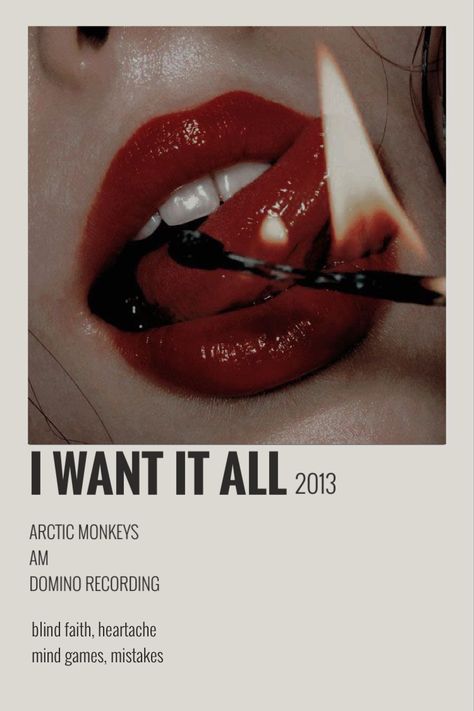 I WANT IT ALL 2013
ARCTIC MONKEYS
AM
DOMINO RECORDING
blind faith, heartache
mind games, mistakes